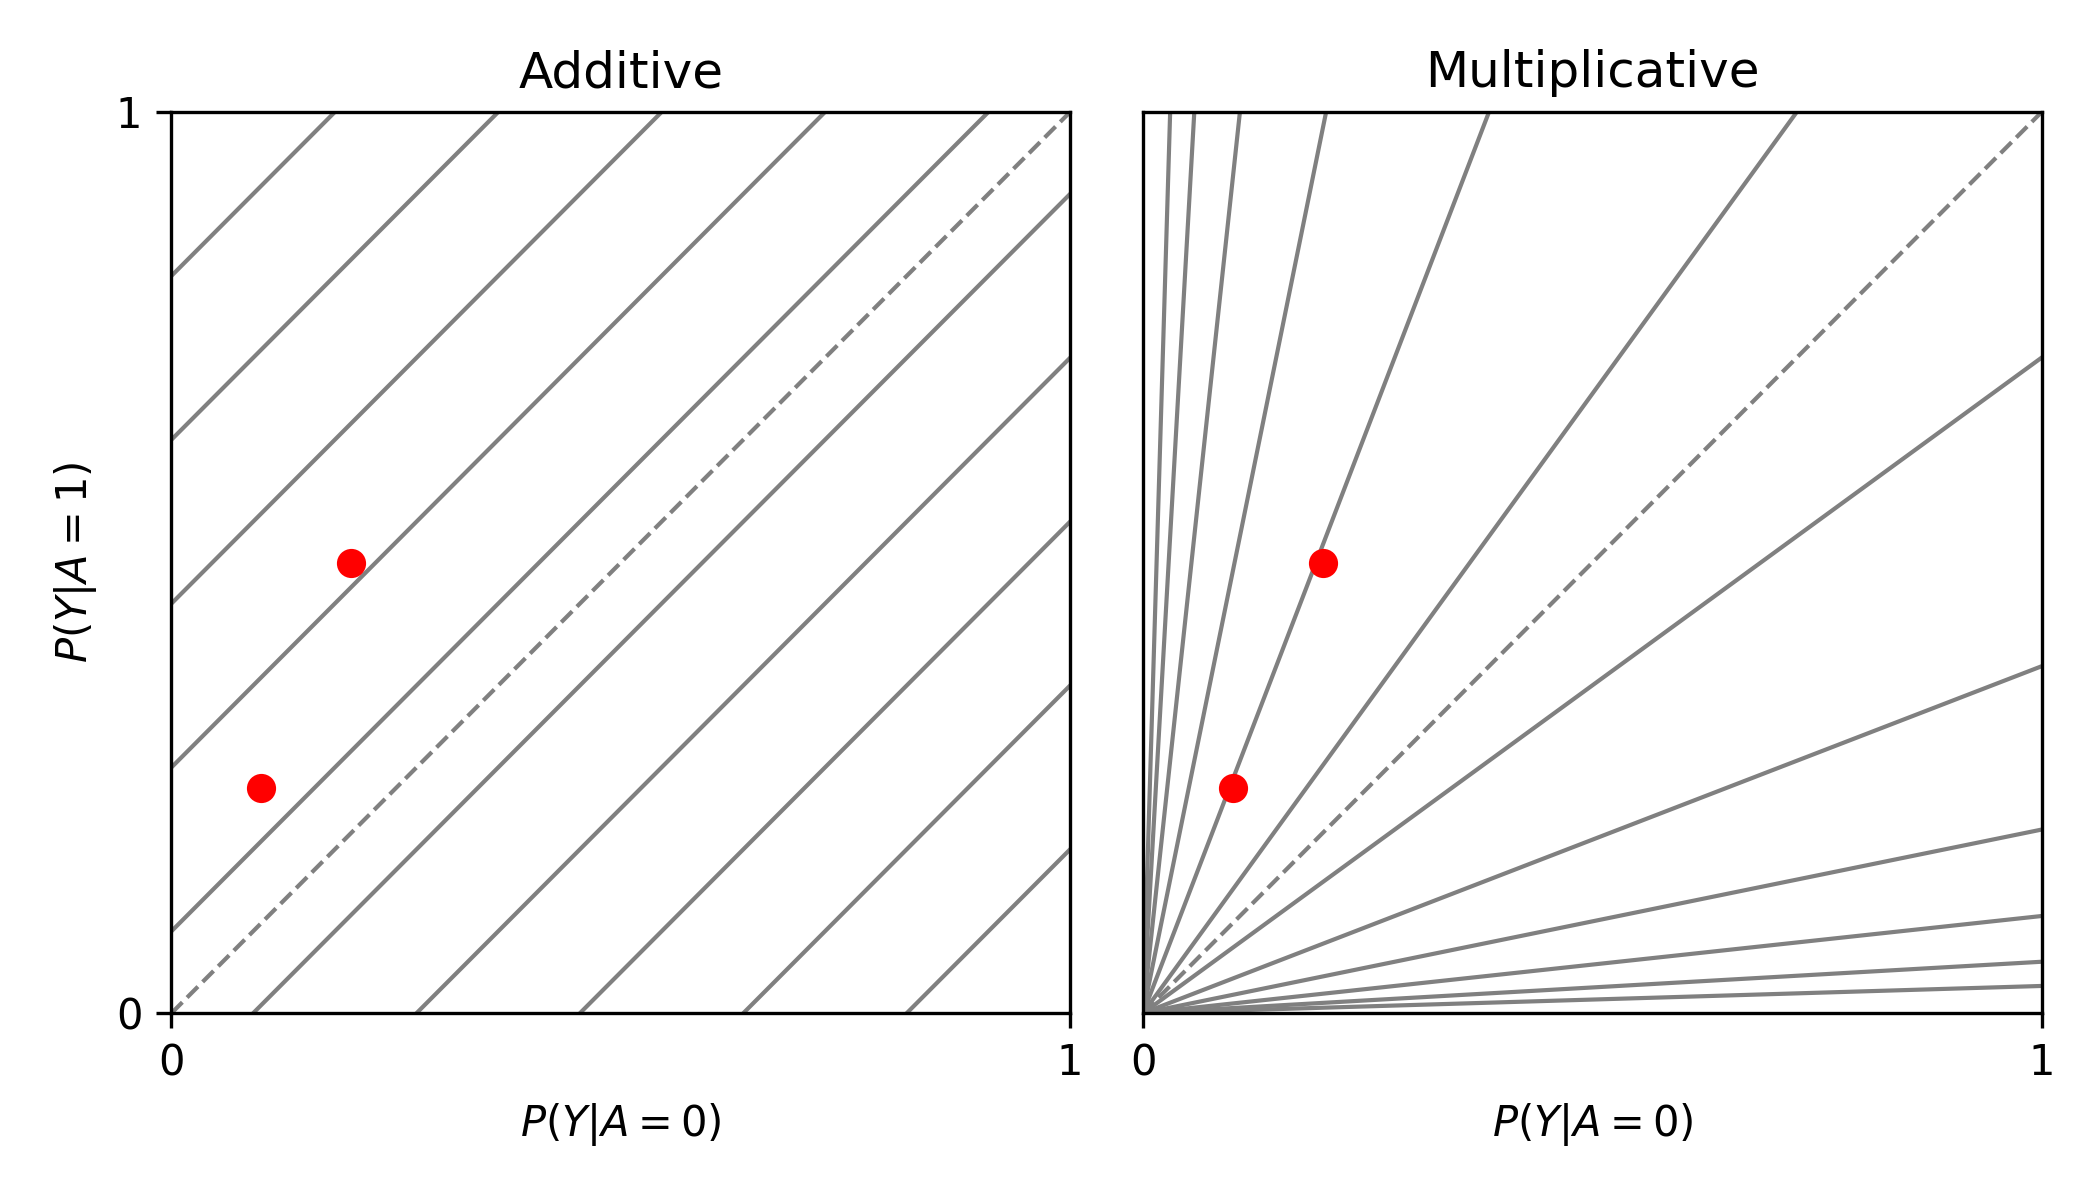 Additive
Multiplicative
1
P(Y|A = 1)
0
0
1
0
1
P(Y|A = 0)
P(Y|A = 0)